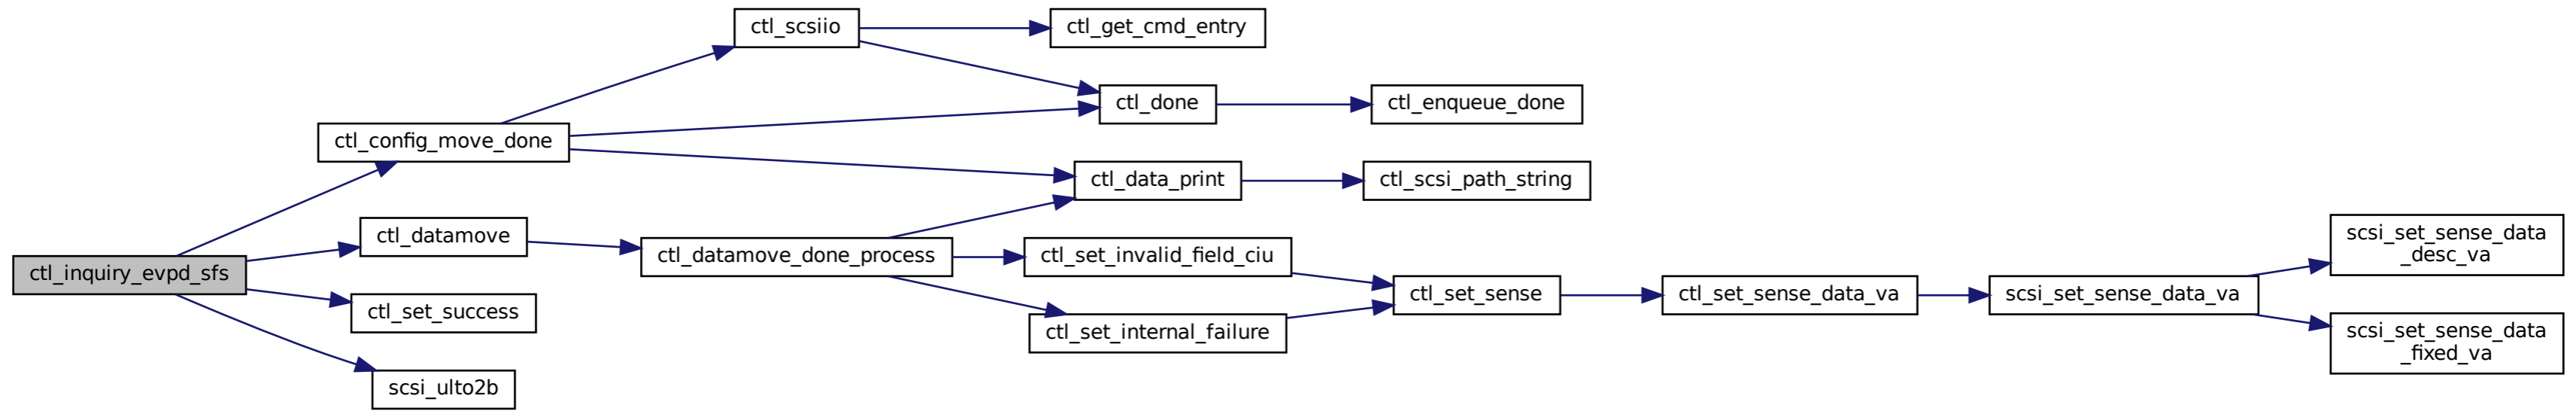 ctl_scsiio
ctl_get_cmd_entry
ctl_done
ctl_enqueue_done
ctl_config_move_done
ctl_data_print
ctl_scsi_path_string
ctl_datamove
ctl_datamove_done_process
ctl_set_invalid_field_ciu
scsi_set_sense_data
_desc_va
ctl_inquiry_evpd_sfs
ctl_set_sense
ctl_set_sense_data_va
scsi_set_sense_data_va
ctl_set_success
ctl_set_internal_failure
scsi_set_sense_data
_fixed_va
scsi_ulto2b